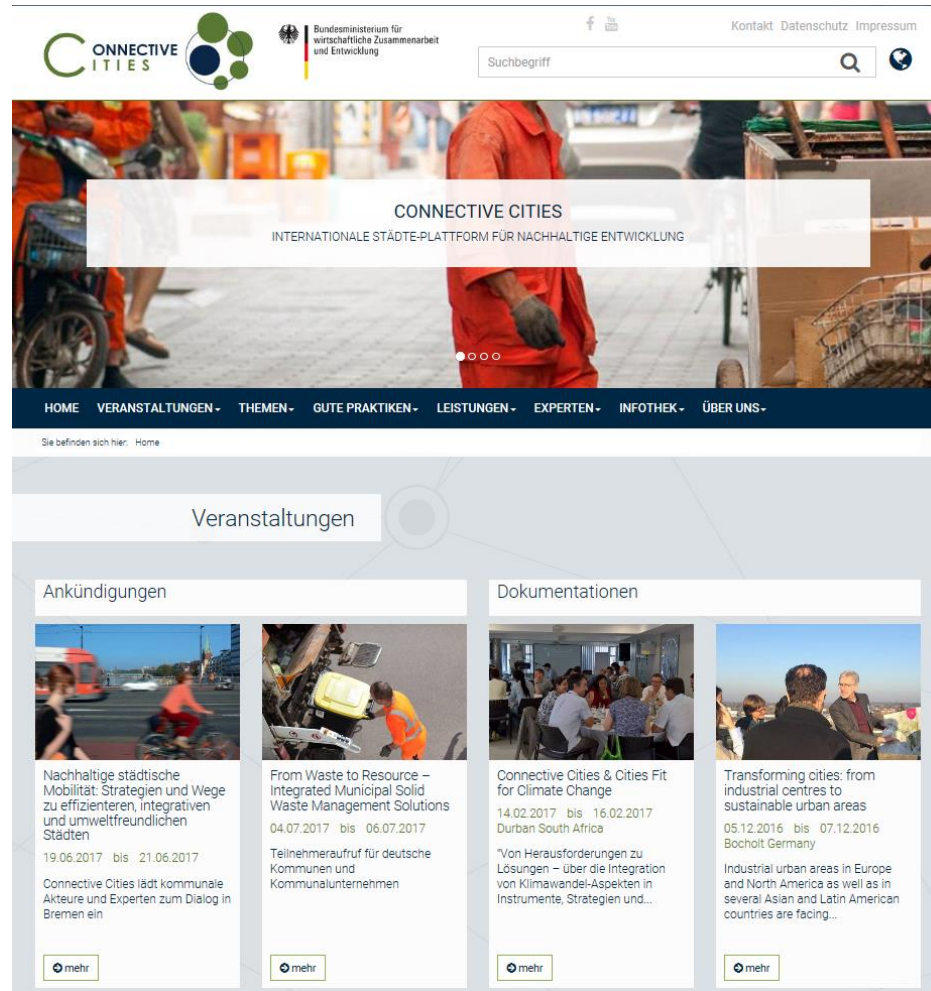 CONNECTIVE
CITIES
Bundesministerium für
wirtschaftliche Zusammenarbeit
und Entwicklung
f You Tube
Kontakt Datenschutz Impressum
Suchbegriff
CONNECTIVE CITIES
INTERNATIONALE STÄDTE-PLATTFORM FÜR NACHHALTIGE ENTWICKLUNG
HOME VERANSTALTUNGEN THEMEN GUTE PRAKTIKEN LEISTUNGEN EXPERTEN INFOTHEK ÜBER UNS
Sie befinden sich hier: Home
Veranstaltungen
Ankündigungen
Nachhaltige städtische
Mobilität: Strategien und Wege
zu effizienteren, integrativen
und umweltfreundlichen
Städten
19.06.2017 bis 21.06.2017
Connective Cities lädt kommunale
Akteure und Experten zum Dialog in
Bremen ein
mehr
From Waste to Resource –
Integrated Municipal Solid
Waste Management Solutions
04.07.2017 bis 06.07.2017
Teilnehmeraufruf für deutsche
Kommunen und
Kommunalunternehmen
mehr
Dokumentationen
Connective Cities & Cities Fit
for Climate Change
14.02.2017 bis 16.02.2017
Durban South Africa
"Von Herausforderungen zu
Lösungen – über die Integration
von Klimawandel-Aspekten in
Instrumente, Strategien und...
mehr
Transforming cities: from
industrial centres to
sustainable urban areas
05.12.2016 bis 07.12.2016
Bocholt Germany
Industrial urban areas in Europe
and North America as well as in
several Asian and Latin American
countries are facing...
mehr